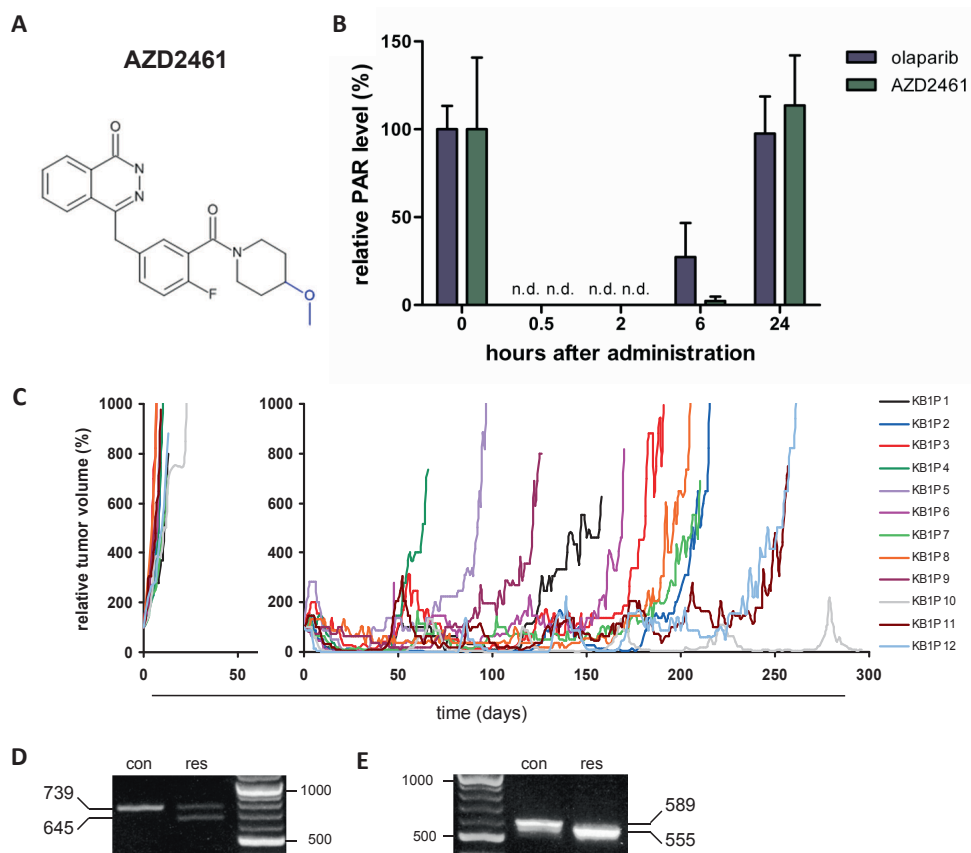 A
AZD2461
O
N
N
O
N
F
O
B
relative PAR level (%)
150
100
50
0
n.d. n.d. n.d. n.d.
0 0.5 2 6 24
hours after administration
olaparib
AZD2461
C
relative tumor volume (%)
1000
800
600
400
200
0
0 50
1000
800
600
400
200
0
0 50 100 150 200 250 300
time (days)
KB1P 1
KB1P 2
KB1P 3
KB1P 4
KB1P 5
KB1P 6
KB1P 7
KB1P 8
KB1P 9
KB1P 10
KB1P 11
KB1P 12
D
con res
739
645
1000
500
E
con res
1000
500
589
555